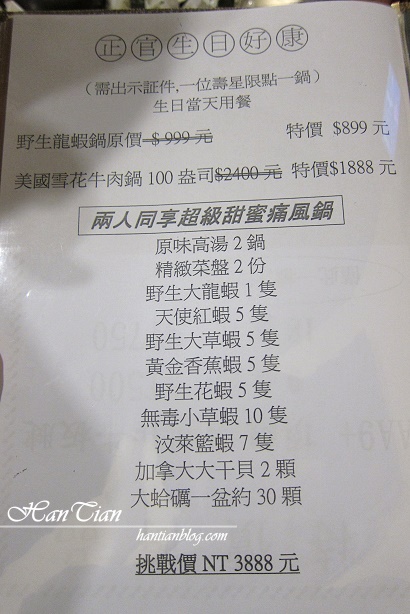 正官生日好康
(需出示証件,一位壽星限點一鍋)
生日當天用餐
野生龍蝦鍋原價 $ 999 元 特價 $899 元
美國雪花牛肉鍋 100 盎司$2400 元 特價$1888 元
兩人同享超級甜蜜痛風鍋
原味高湯 2 鍋
精緻菜盤 2 份
野生大龍蝦 1 隻
天使紅蝦 5 隻
野生大草蝦 5 隻
黃金香蕉蝦 5 隻
野生花蝦 5 隻
無毒小草蝦 10 隻
汶萊籃蝦 7 隻
加拿大大干貝 2 顆
大蛤礪一盆約 30 顆
HanTian
hantianblog.com
挑戰價 NT 3888 元